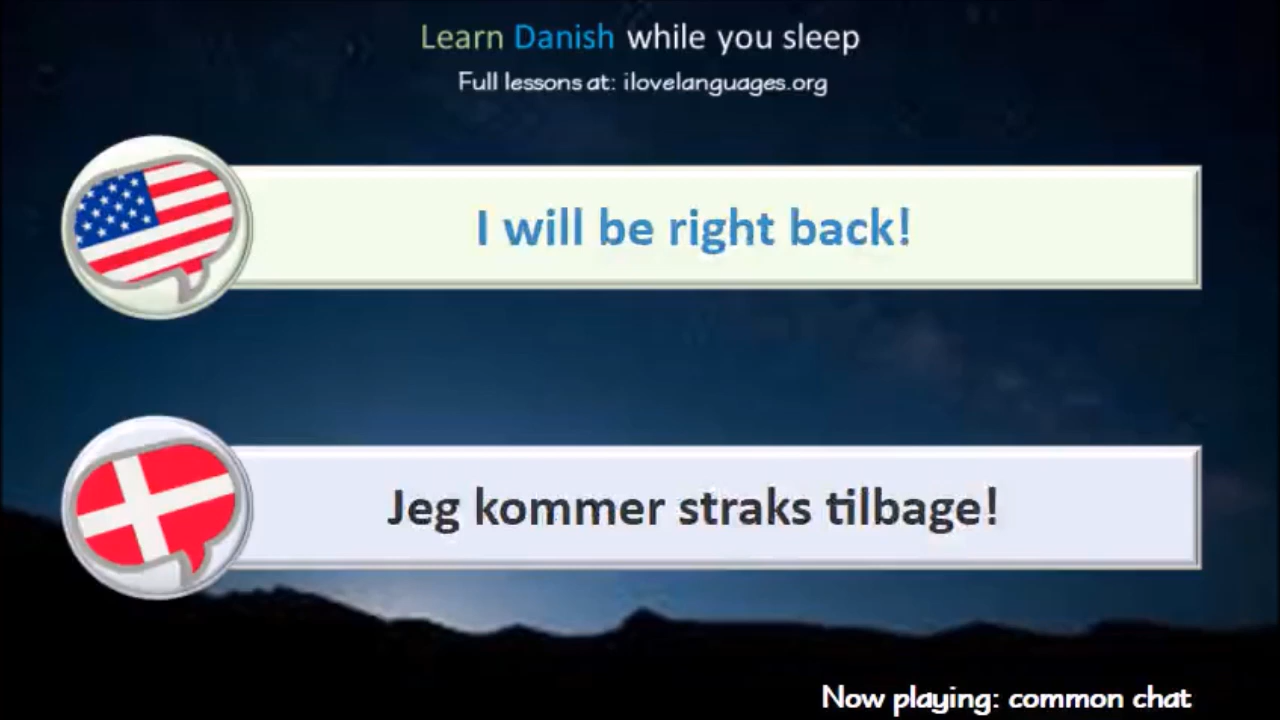 Learn Danish while you sleep
Full lessons at: ilovelanguages.org
I will be right back!
Jeg kommer straks tilbage!
Now playing: common chat